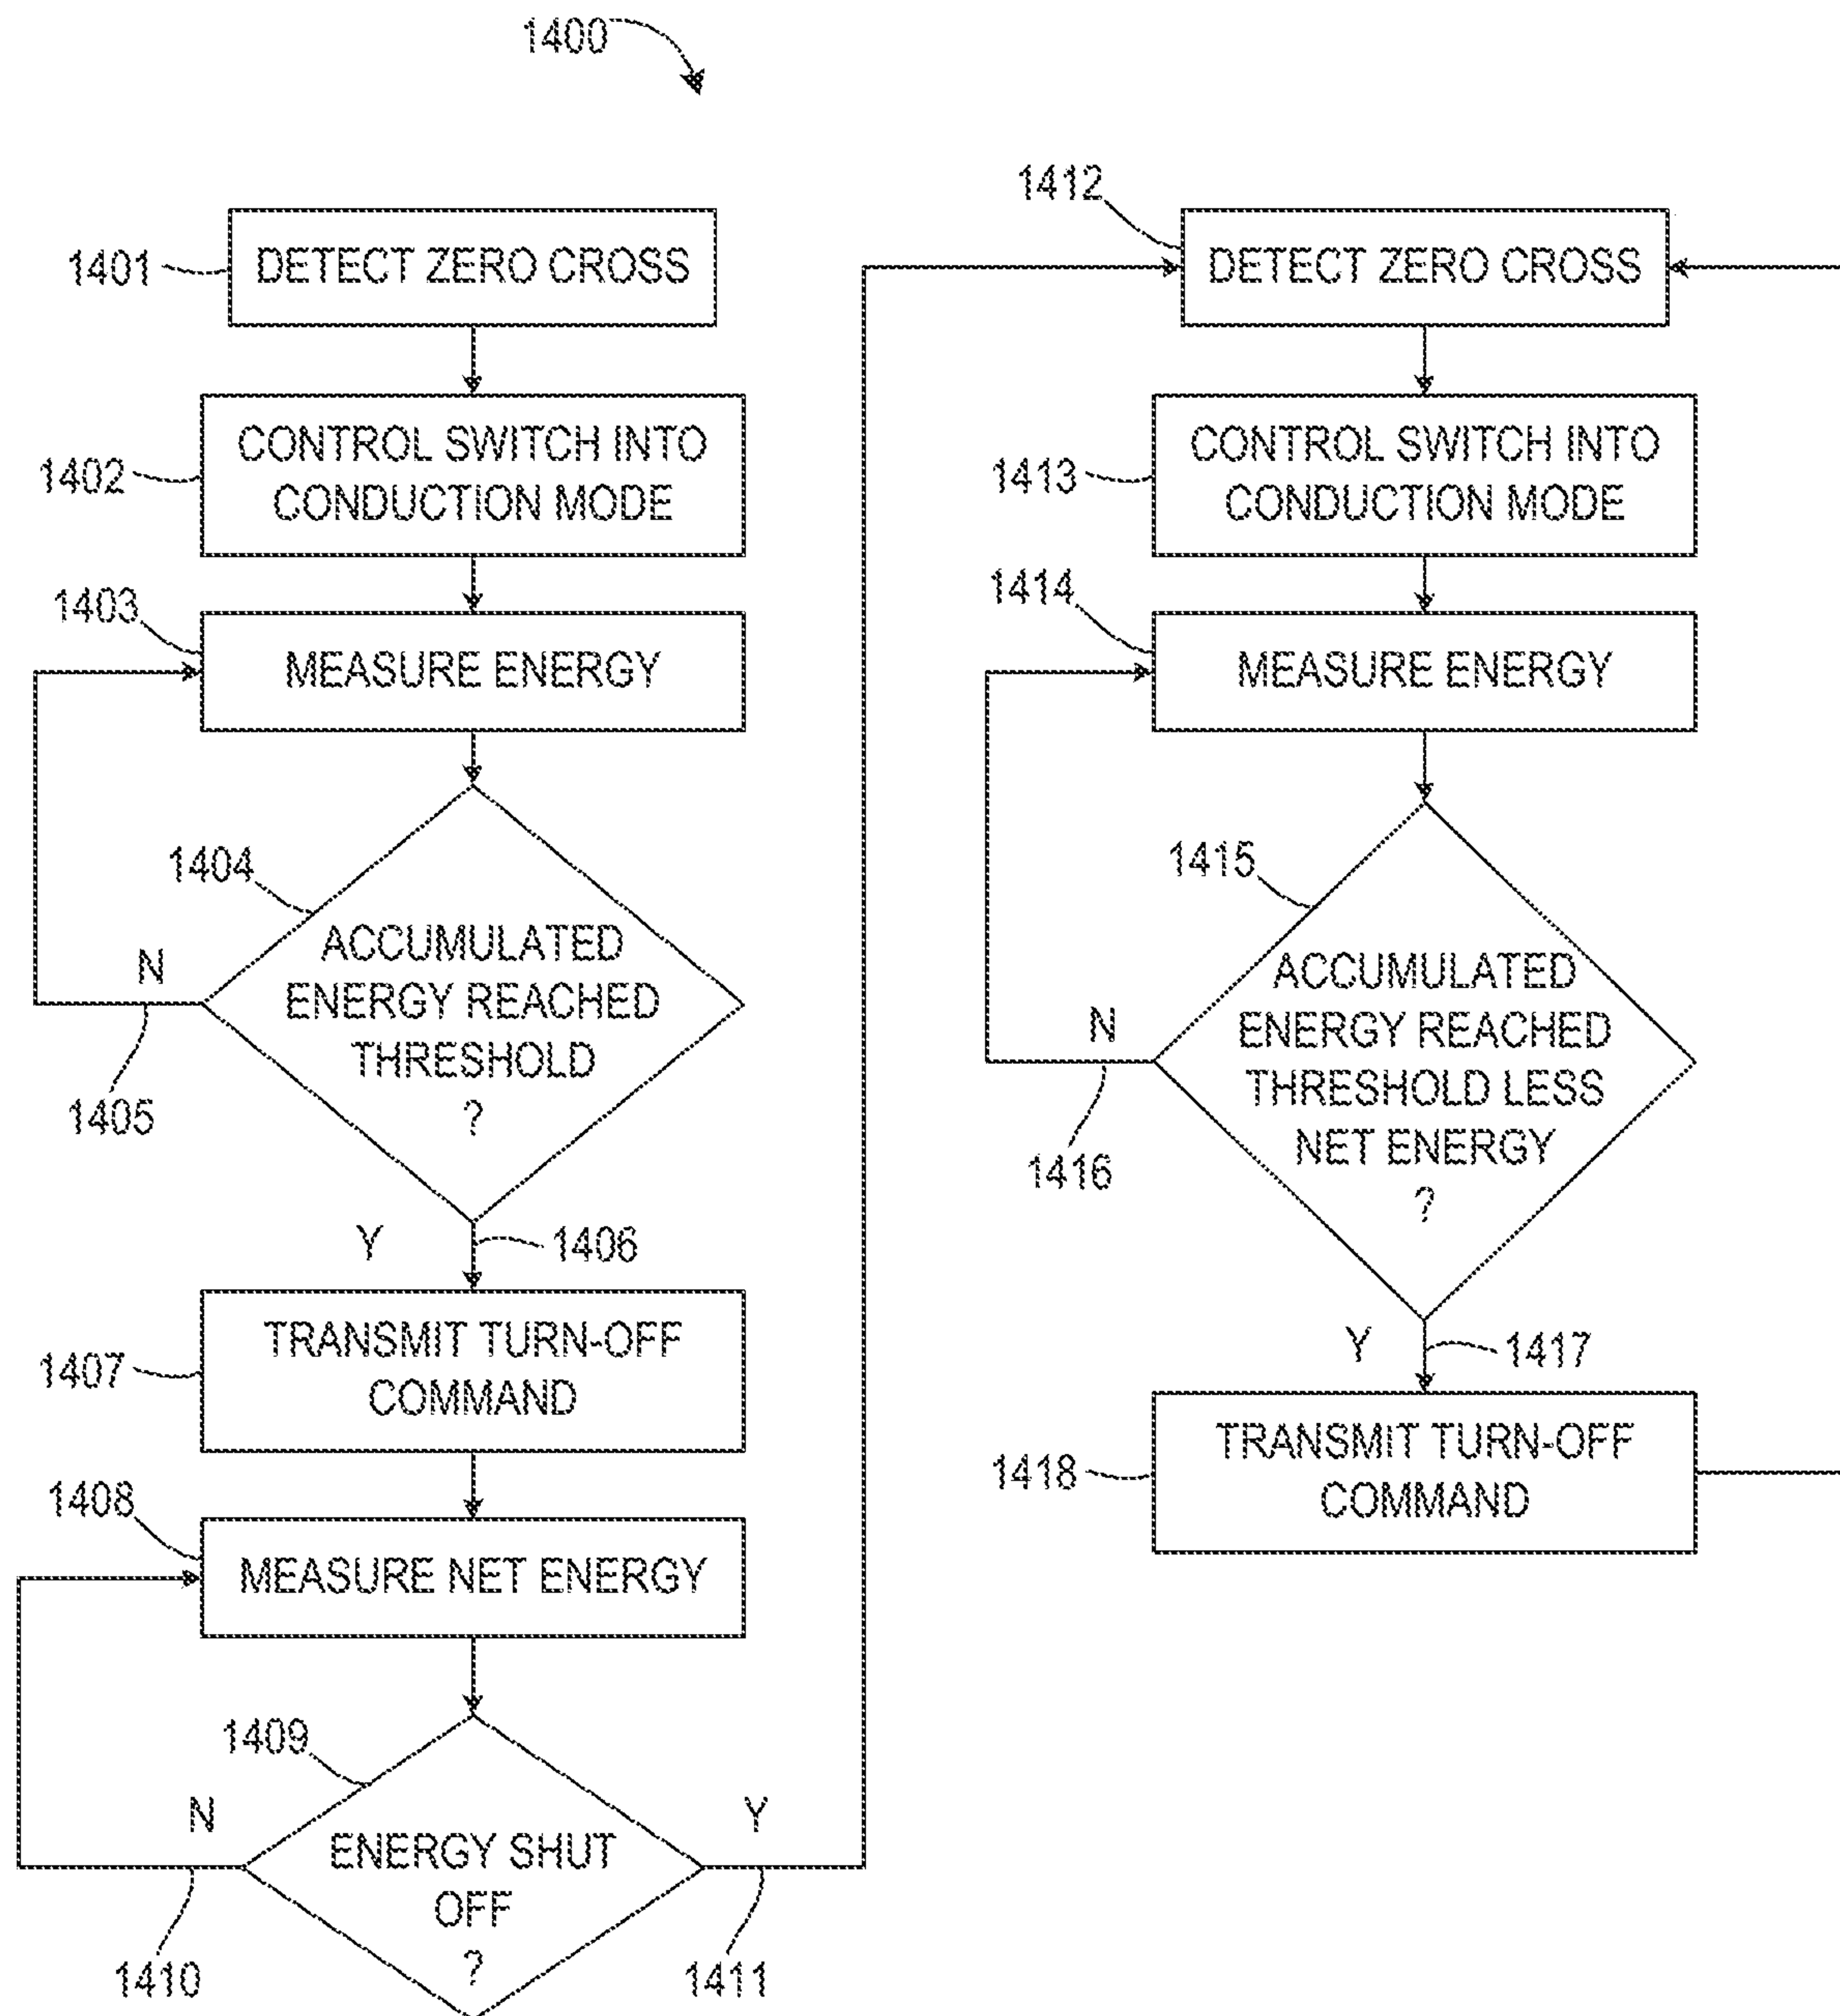 1400
1401
DETECT ZERO CROSS
1402
CONTROL SWITCH INTO
CONDUCTION MODE
1403
MEASURE ENERGY
1404
ACCUMULATED
ENERGY REACHED
THRESHOLD
?
N
1405
Y
1406
1407
TRANSMIT TURN-OFF
COMMAND
1408
MEASURE NET ENERGY
1409
ENERGY SHUT
OFF
?
N
1410
Y
1411
1412
DETECT ZERO CROSS
1413
CONTROL SWITCH INTO
CONDUCTION MODE
1414
MEASURE ENERGY
1415
ACCUMULATED
ENERGY REACHED
THRESHOLD LESS
NET ENERGY
?
N
1416
Y
1417
1418
TRANSMIT TURN-OFF
COMMAND